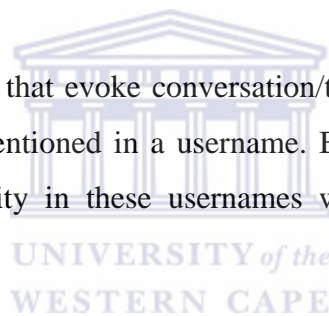 that evoke conversation/t
entioned in a username. E
ity in these usernames w
UNIVERSITY of the
WESTERN CAPE